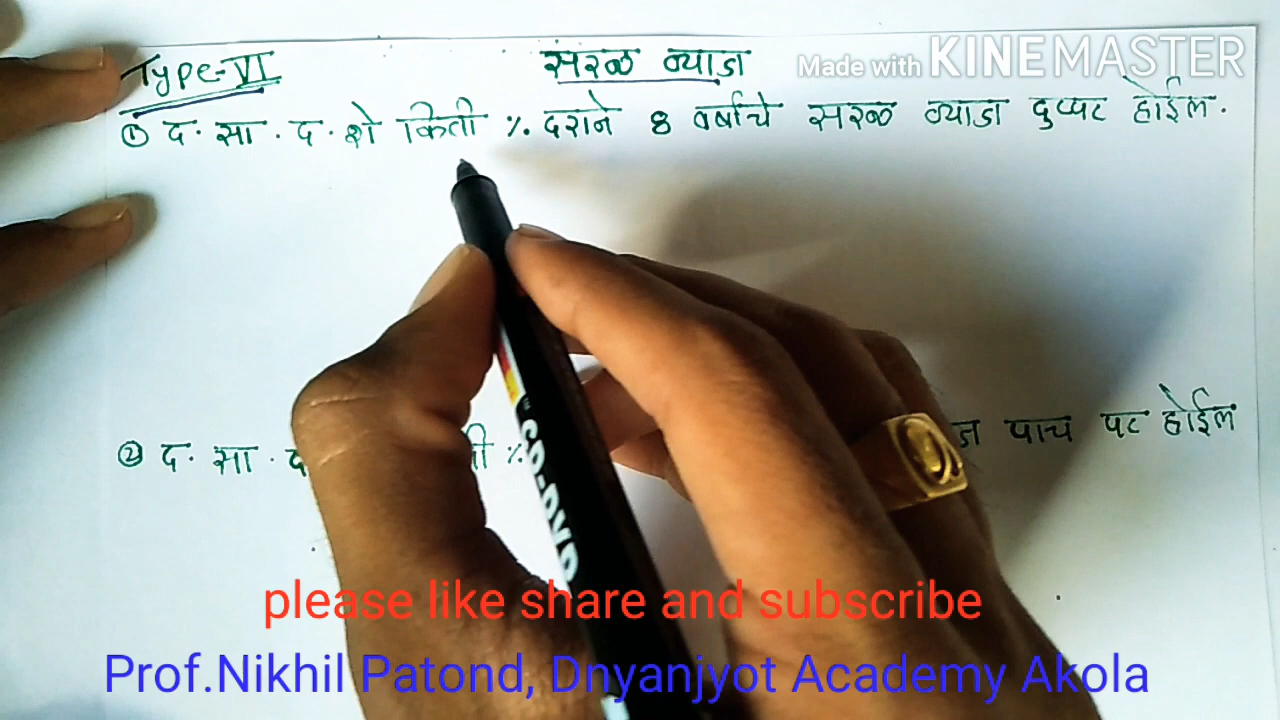 Made with KINEMASTER
Type-VI सरळ व्याज
① द. सा. द. शे किती % दराने 8 वर्षाचे सरळ व्याज दुप्पट होईल.
② द. सा. द % पाच पट होईल
please like share and subscribe
Prof.Nikhil Patond, Dnyanjyot Academy Akola